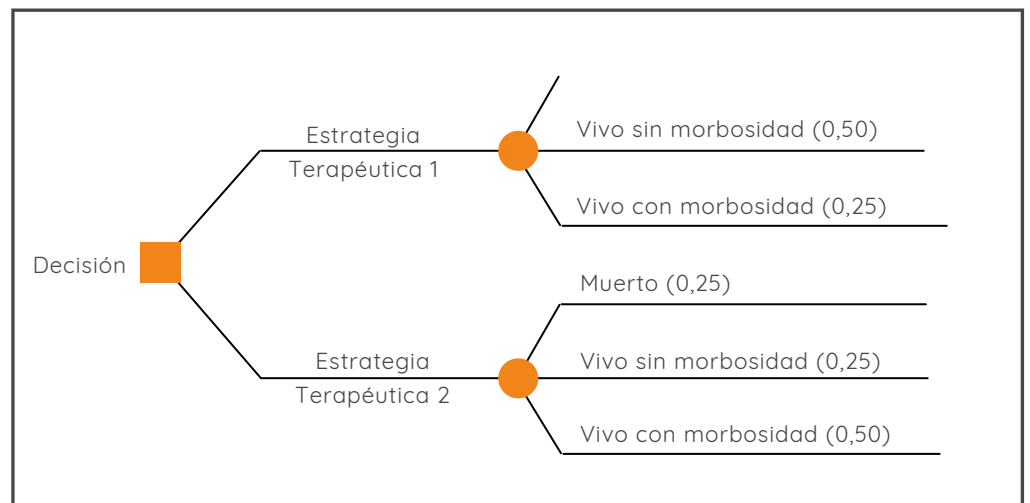 Estrategia
Terapéutica 1
Vivo sin morbosidad (0,50)
Vivo con morbosidad (0,25)
Decisión
Muerto (0,25)
Estrategia
Terapéutica 2
Vivo sin morbosidad (0,25)
Vivo con morbosidad (0,50)